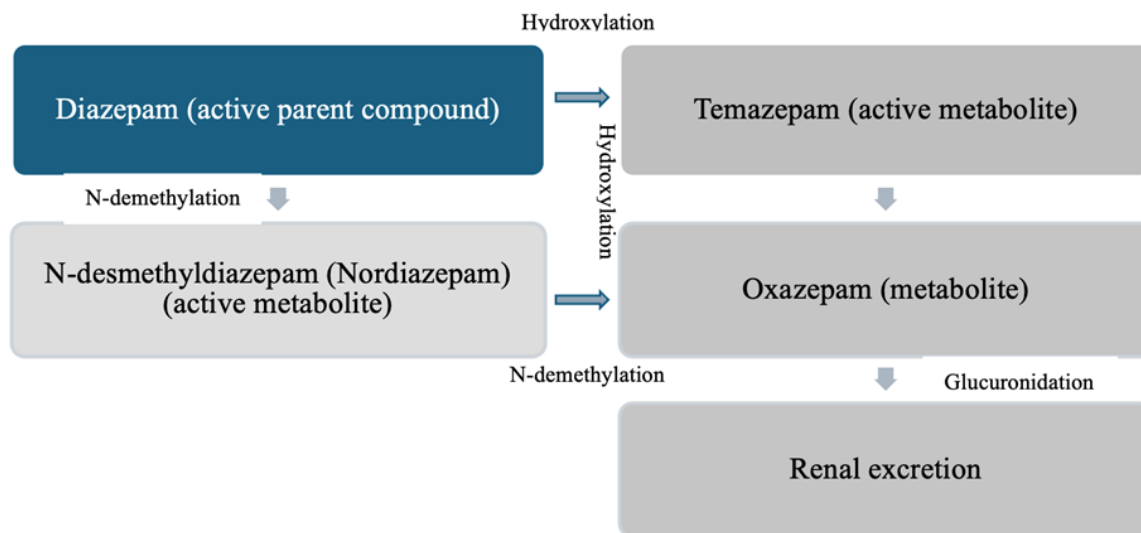 Hydroxylation
Diazepam (active parent compound)
Temazepam (active metabolite)
Hydroxylation
N-demethylation
N-desmethyldiazepam (Nordiazepam)
(active metabolite)
Oxazepam (metabolite)
N-demethylation
Glucuronidation
Renal excretion